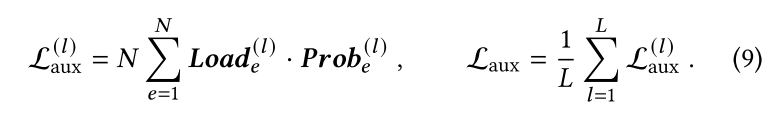 $\mathcal{L}_{\text{aux}}^{(l)} = N \sum_{e=1}^{N} \boldsymbol{Load}_e^{(l)} \cdot \boldsymbol{Prob}_e^{(l)} , \qquad \mathcal{L}_{\text{aux}} = \frac{1}{L} \sum_{l=1}^{L} \mathcal{L}_{\text{aux}}^{(l)} . \quad (9)$